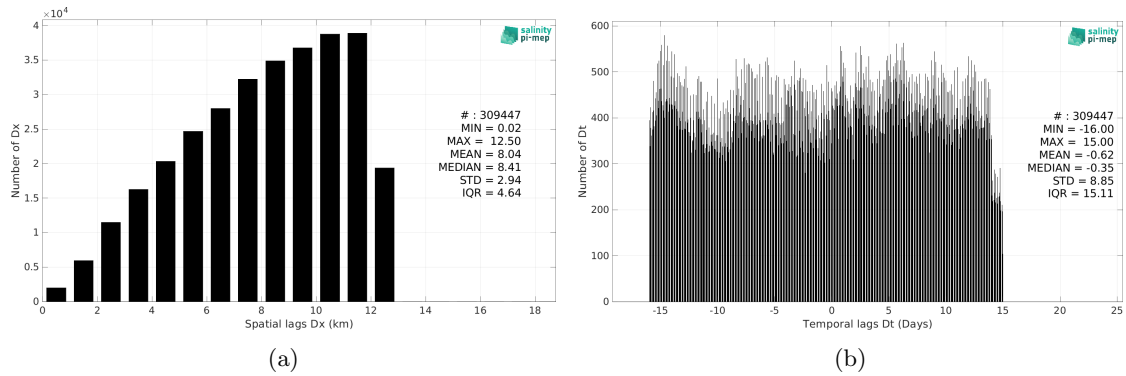 ×10⁴
4
3.5
3
2.5
2
1.5
1
0.5
0
Number of Dx
0 2 4 6 8 10 12 14 16 18
Spatial lags Dx (km)
salinity
pi-mep
# : 309447
MIN = 0.02
MAX = 12.50
MEAN = 8.04
MEDIAN = 8.41
STD = 2.94
IQR = 4.64
(a)
600
500
400
300
200
100
0
Number of Dt
-15 -10 -5 0 5 10 15 20 25
Temporal lags Dt (Days)
salinity
pi-mep
# : 309447
MIN = -16.00
MAX = 15.00
MEAN = -0.62
MEDIAN = -0.35
STD = 8.85
IQR = 15.11
(b)